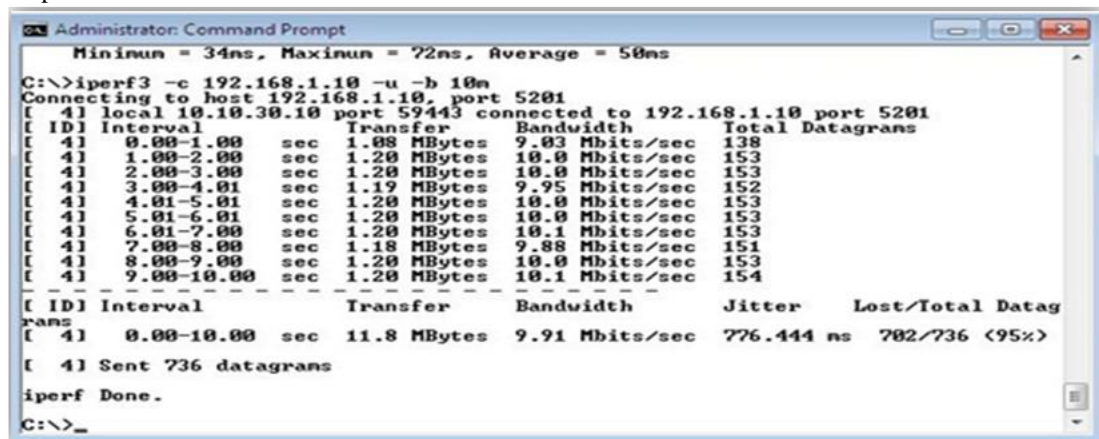 Administrator: Command Prompt
Minimum = 34ms, Maximum = 72ms, Average = 50ms
C:\>iperf3 -c 192.168.1.10 -u -b 10m
Connecting to host 192.168.1.10, port 5201
[  4] local 10.10.30.10 port 59443 connected to 192.168.1.10 port 5201
[ ID] Interval           Transfer     Bandwidth       Total Datagrams
[  4]   0.00-1.00   sec  1.08 MBytes  9.03 Mbits/sec  138
[  4]   1.00-2.00   sec  1.20 MBytes  10.0 Mbits/sec  153
[  4]   2.00-3.00   sec  1.20 MBytes  10.0 Mbits/sec  153
[  4]   3.00-4.01   sec  1.19 MBytes  9.95 Mbits/sec  152
[  4]   4.01-5.01   sec  1.20 MBytes  10.0 Mbits/sec  153
[  4]   5.01-6.01   sec  1.20 MBytes  10.0 Mbits/sec  153
[  4]   6.01-7.00   sec  1.20 MBytes  10.1 Mbits/sec  153
[  4]   7.00-8.00   sec  1.18 MBytes  9.88 Mbits/sec  151
[  4]   8.00-9.00   sec  1.20 MBytes  10.0 Mbits/sec  153
[  4]   9.00-10.00  sec  1.20 MBytes  10.1 Mbits/sec  154
- - - - - - - - - - - - - - - - - - - - - - - - -
[ ID] Interval           Transfer     Bandwidth       Jitter    Lost/Total Datag
rams
[  4]   0.00-10.00  sec  11.8 MBytes  9.91 Mbits/sec  776.444 ms  702/736 (95%)
[  4] Sent 736 datagrams
iperf Done.
C:\>_